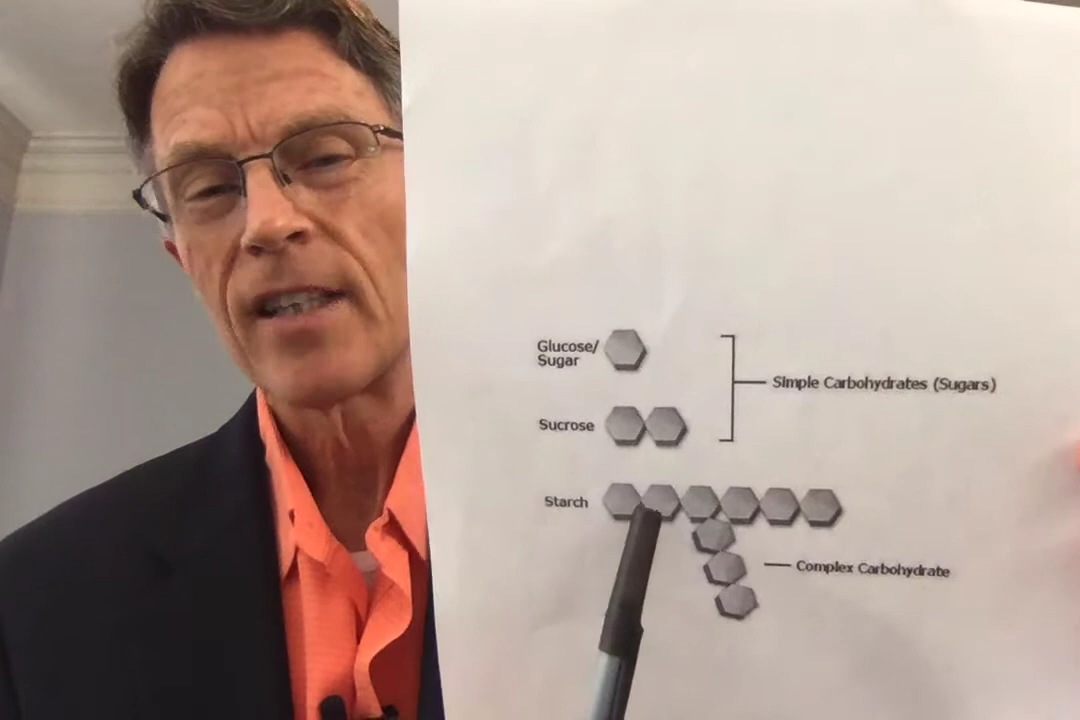 Glucose/
Sugar
Simple Carbohydrates (Sugars)
Sucrose
Starch
Complex Carbohydrate